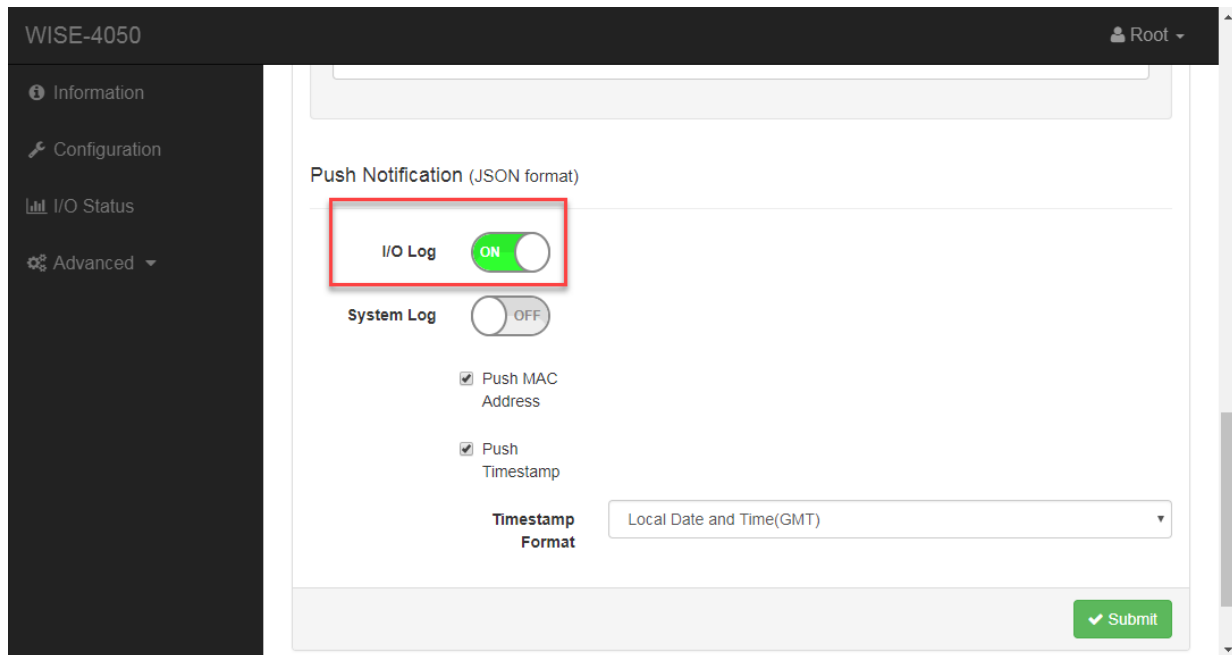 WISE-4050
Root
Information
Configuration
I/O Status
Advanced
Push Notification (JSON format)
I/O Log
ON
System Log
OFF
Push MAC
Address
Push
Timestamp
Timestamp
Format
Local Date and Time(GMT)
Submit